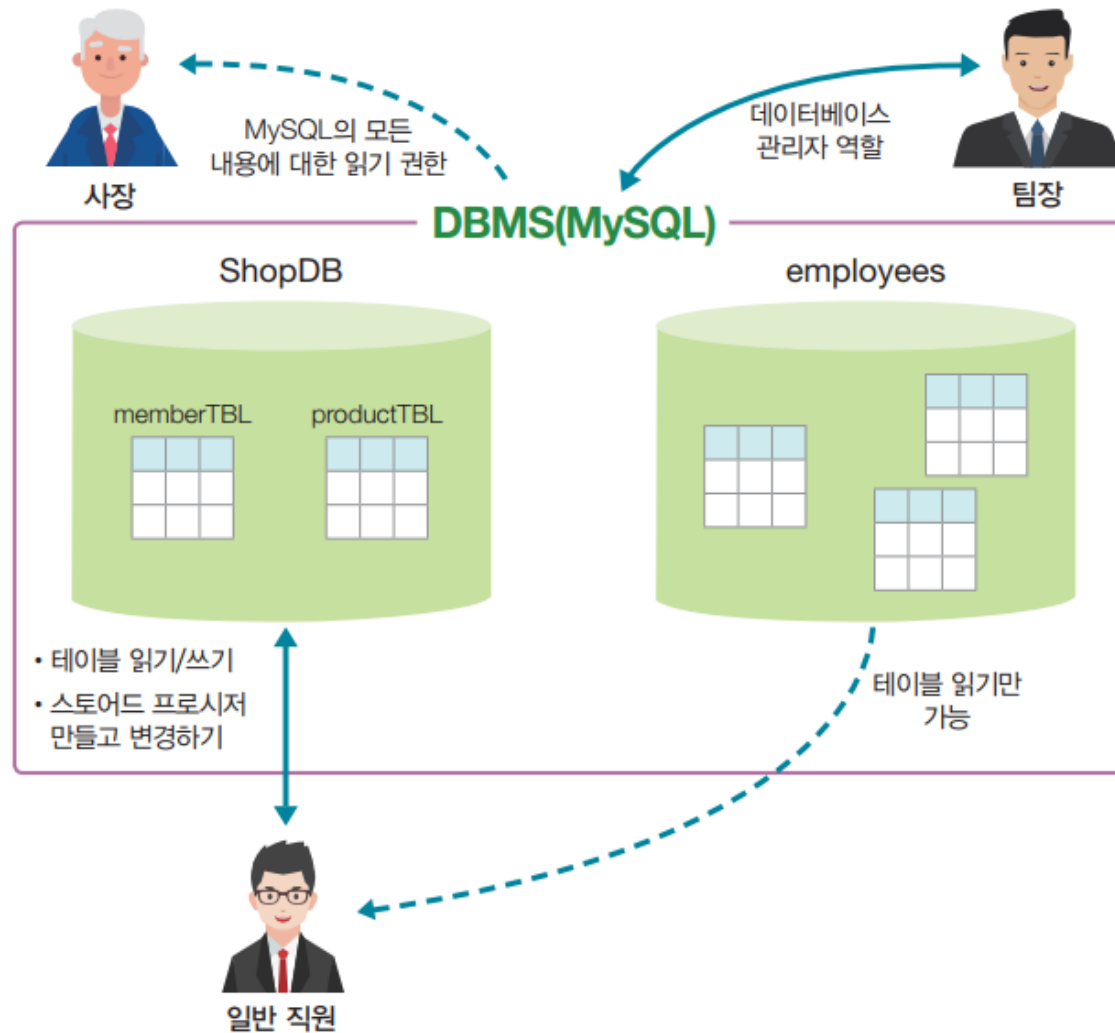 MySQL의 모든
내용에 대한 읽기 권한
사장
데이터베이스
관리자 역할
팀장
DBMS(MySQL)
ShopDB
employees
memberTBL
productTBL
• 테이블 읽기/쓰기
• 스토어드 프로시저
만들고 변경하기
테이블 읽기만
가능
일반 직원